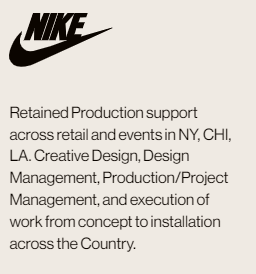 NIKE
Retained Production support
across retail and events in NY, CHI,
LA. Creative Design, Design
Management, Production/Project
Management, and execution of
work from concept to installation
across the Country.